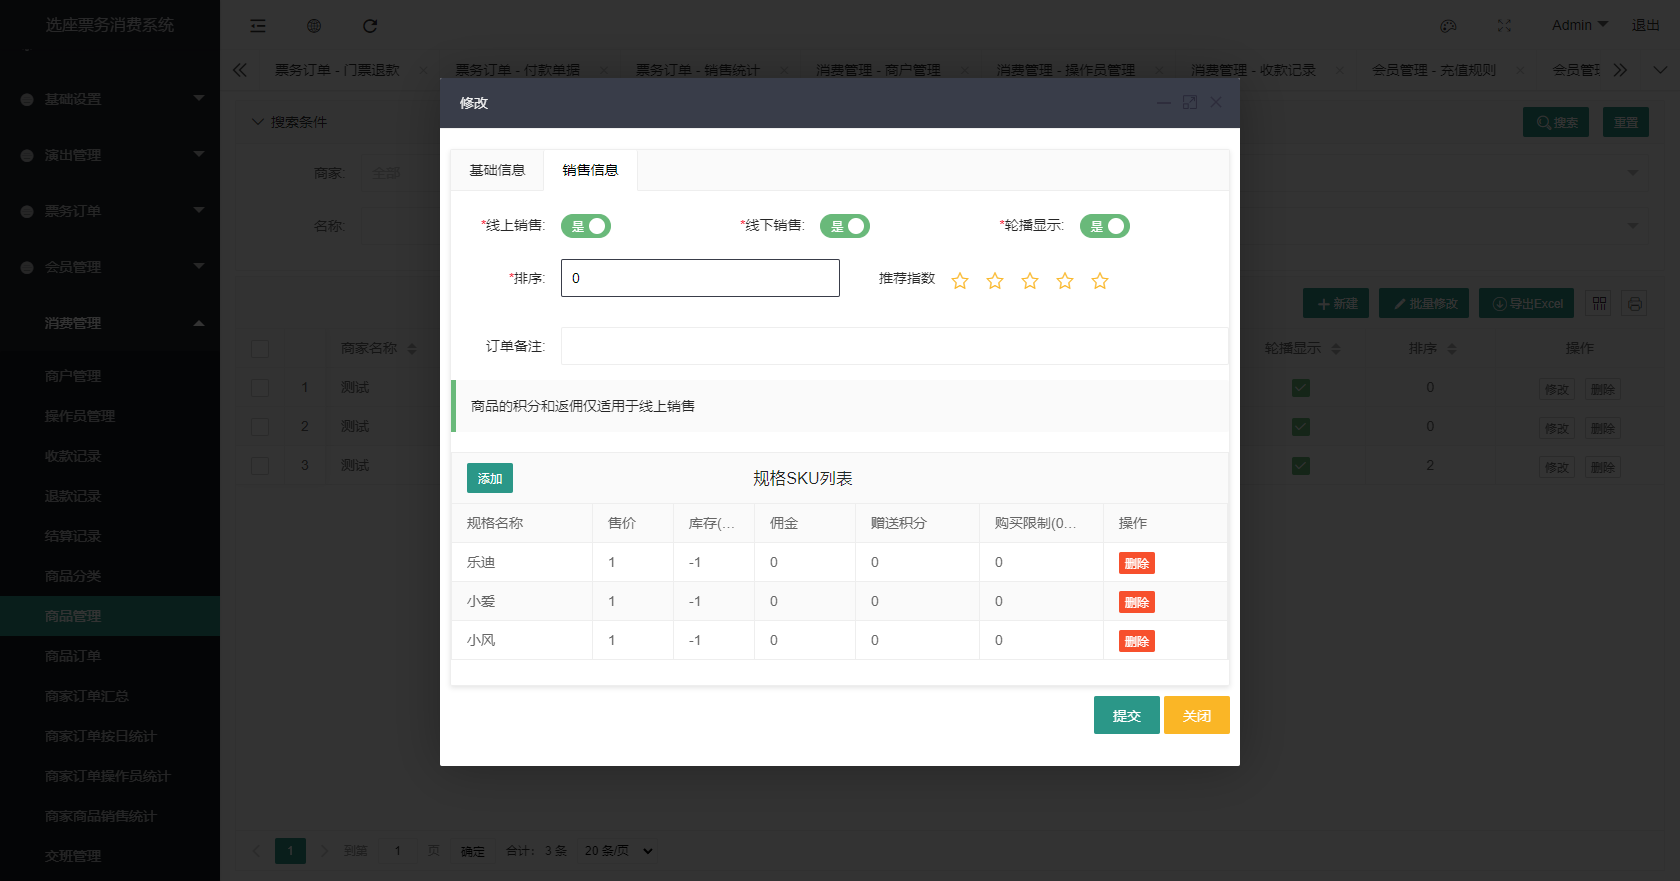 选座票务消费系统
Admin
退出
基础设置
演出管理
票务订单
会员管理
消费管理
商户管理
操作员管理
收款记录
退款记录
结算记录
商品分类
商品管理
商品订单
商家订单汇总
商家订单按日统计
商家订单操作员统计
商家商品销售统计
交班管理
票务订单 - 门票退款
票务订单 - 付款单据
票务订单 - 销售统计
消费管理 - 商户管理
消费管理 - 操作员管理
消费管理 - 收款记录
会员管理 - 充值规则
会员管理
搜索条件
搜索
重置
商家:
全部
名称:
新建
批量修改
导出Excel
商家名称
轮播显示
排序
操作
1 测试 0 修改 删除
2 测试 0 修改 删除
3 测试 2 修改 删除
修改
基础信息
销售信息
*线上销售: 是
*线下销售: 是
*轮播显示: 是
*排序: 0
推荐指数
订单备注:
商品的积分和返佣仅适用于线上销售
添加
规格SKU列表
规格名称 售价 库存(... 佣金 赠送积分 购买限制(0... 操作
乐迪 1 -1 0 0 0 删除
小爱 1 -1 0 0 0 删除
小风 1 -1 0 0 0 删除
提交
关闭
1 到第 1 页 确定 合计: 3 条 20 条/页